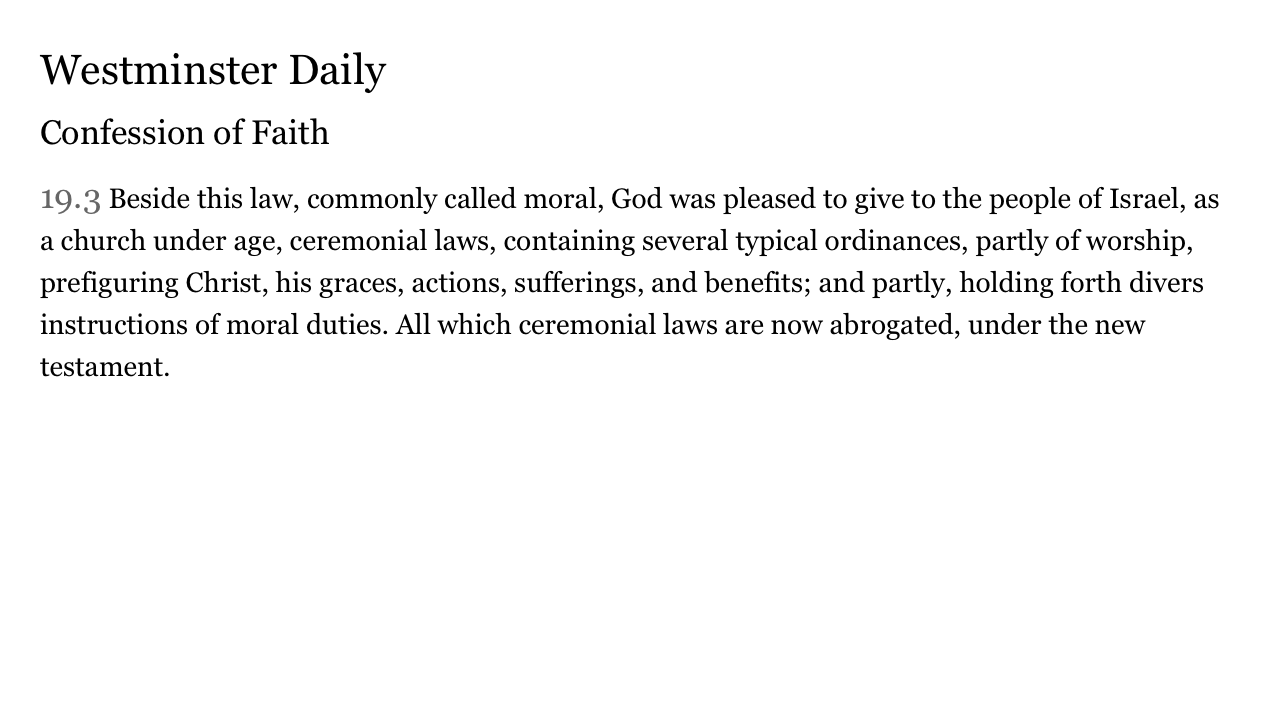 Westminster Daily
Confession of Faith
19.3 Beside this law, commonly called moral, God was pleased to give to the people of Israel, as
a church under age, ceremonial laws, containing several typical ordinances, partly of worship,
prefiguring Christ, his graces, actions, sufferings, and benefits; and partly, holding forth divers
instructions of moral duties. All which ceremonial laws are now abrogated, under the new
testament.